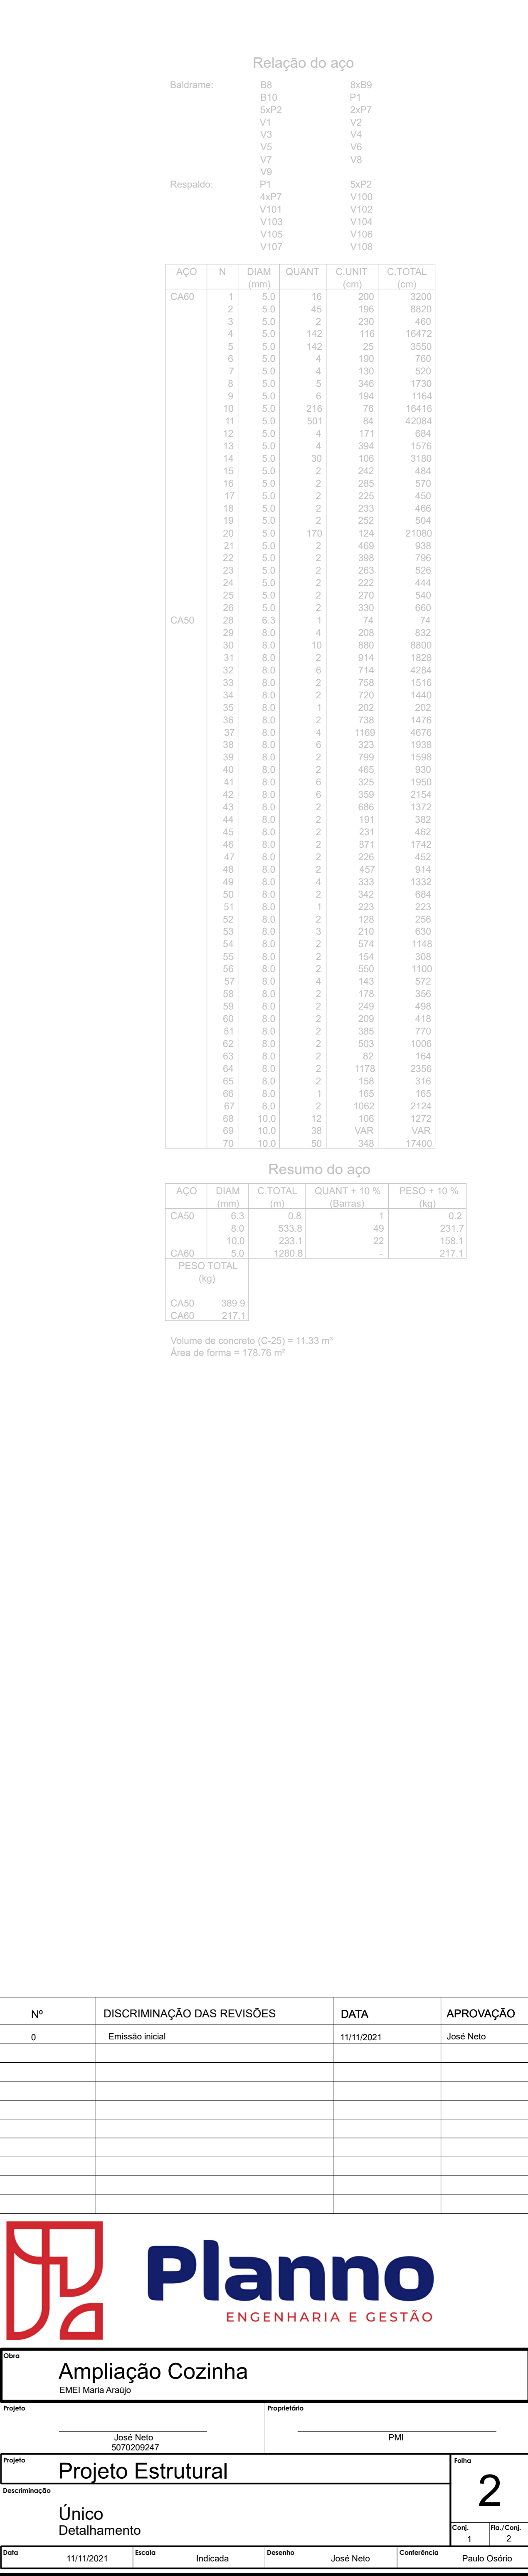 Relação do aço
Baldrame: B8 8xB9
B10 P1
5xP2 2xP7
V1 V2
V3 V4
V5 V6
V7 V8
V9
Respaldo: P1 5xP2
4xP7 V100
V101 V102
V103 V104
V105 V106
V107 V108
AÇO N DIAM QUANT C.UNIT C.TOTAL
(mm) (cm) (cm)
CA60 1 5.0 16 200 3200
2 5.0 45 196 8820
3 5.0 2 230 460
4 5.0 142 116 16472
5 5.0 142 25 3550
6 5.0 4 190 760
7 5.0 4 130 520
8 5.0 5 346 1730
9 5.0 6 194 1164
10 5.0 216 76 16416
11 5.0 501 84 42084
12 5.0 4 171 684
13 5.0 4 394 1576
14 5.0 30 106 3180
15 5.0 2 242 484
16 5.0 2 285 570
17 5.0 2 225 450
18 5.0 2 233 466
19 5.0 2 252 504
20 5.0 170 124 21080
21 5.0 2 469 938
22 5.0 2 398 796
23 5.0 2 263 526
24 5.0 2 222 444
25 5.0 2 270 540
26 5.0 2 330 660
CA50 28 6.3 1 74 74
29 8.0 4 208 832
30 8.0 10 880 8800
31 8.0 2 914 1828
32 8.0 6 714 4284
33 8.0 2 758 1516
34 8.0 2 720 1440
35 8.0 1 202 202
36 8.0 2 738 1476
37 8.0 4 1169 4676
38 8.0 6 323 1938
39 8.0 2 799 1598
40 8.0 2 465 930
41 8.0 6 325 1950
42 8.0 6 359 2154
43 8.0 2 686 1372
44 8.0 2 191 382
45 8.0 2 231 462
46 8.0 2 871 1742
47 8.0 2 226 452
48 8.0 2 457 914
49 8.0 4 333 1332
50 8.0 2 342 684
51 8.0 1 223 223
52 8.0 2 128 256
53 8.0 3 210 630
54 8.0 2 574 1148
55 8.0 2 154 308
56 8.0 2 550 1100
57 8.0 4 143 572
58 8.0 2 178 356
59 8.0 2 249 498
60 8.0 2 209 418
61 8.0 2 385 770
62 8.0 2 503 1006
63 8.0 2 82 164
64 8.0 2 1178 2356
65 8.0 2 158 316
66 8.0 1 165 165
67 8.0 2 1062 2124
68 10.0 12 106 1272
69 10.0 38 VAR VAR
70 10.0 50 348 17400
Resumo do aço
AÇO DIAM C.TOTAL QUANT + 10 % PESO + 10 %
(mm) (m) (Barras) (kg)
CA50 6.3 0.8 1 0.2
8.0 533.8 49 231.7
10.0 233.1 22 158.1
CA60 5.0 1280.8 - 217.1
PESO TOTAL
(kg)
CA50 389.9
CA60 217.1
Volume de concreto (C-25) = 11.33 m³
Área de forma = 178.76 m²
Nº DISCRIMINAÇÃO DAS REVISÕES DATA APROVAÇÃO
0 Emissão inicial 11/11/2021 José Neto
Planno
ENGENHARIA E GESTÃO
Obra
Ampliação Cozinha
EMEI Maria Araújo
Projeto Proprietário
José Neto PMI
5070209247
Projeto Folha
Projeto Estrutural
2
Descriminação
Único
Detalhamento
Conj. Fla./Conj.
1 2
Data Escala Desenho Conferência
11/11/2021 Indicada José Neto Paulo Osório